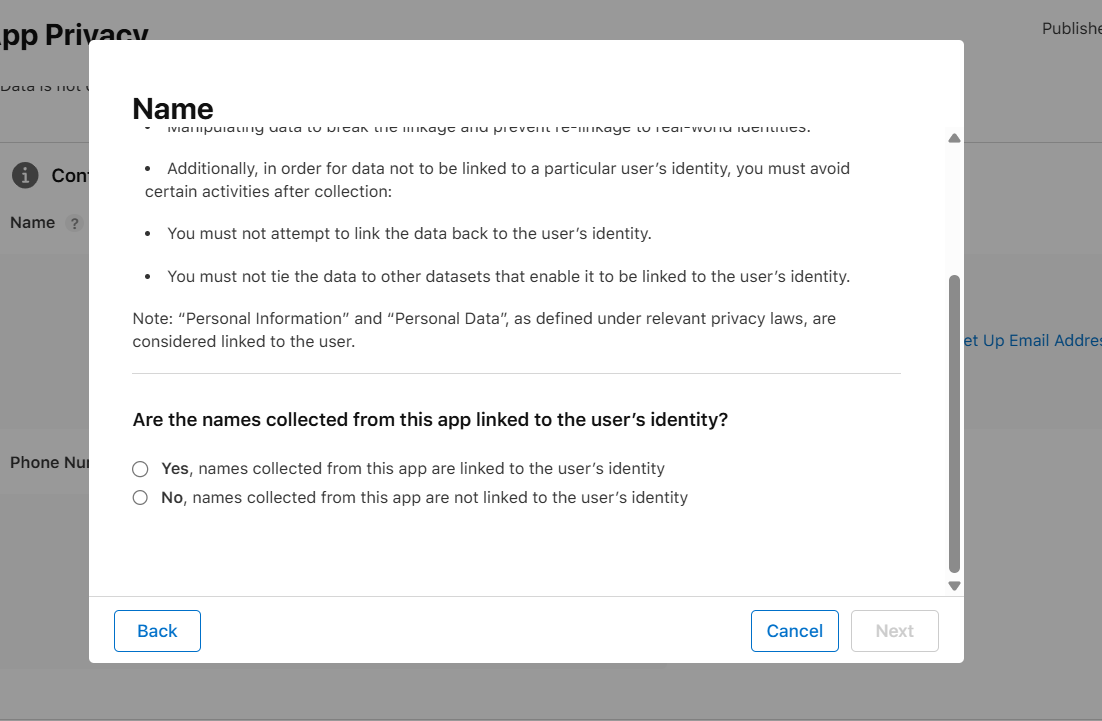 pp Privacy
Publishe
Data is not
Name
Manipulating data to break the linkage and prevent re-linkage to real-world identities.
• Additionally, in order for data not to be linked to a particular user’s identity, you must avoid
certain activities after collection:
• You must not attempt to link the data back to the user’s identity.
• You must not tie the data to other datasets that enable it to be linked to the user’s identity.
Note: “Personal Information” and “Personal Data”, as defined under relevant privacy laws, are
considered linked to the user.
Are the names collected from this app linked to the user’s identity?
Yes, names collected from this app are linked to the user’s identity
No, names collected from this app are not linked to the user’s identity
Back
Cancel
Next
Con
Name ?
et Up Email Addres
Phone Nu